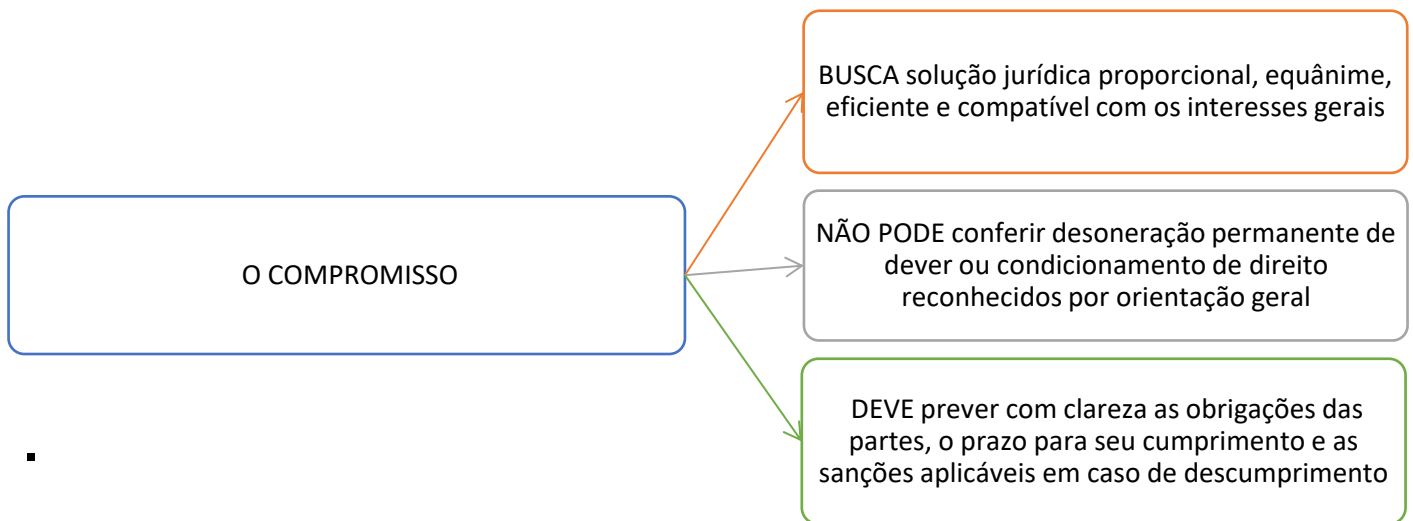 O COMPROMISSO
BUSCA solução jurídica proporcional, equânime,
eficiente e compatível com os interesses gerais
NÃO PODE conferir desoneração permanente de
dever ou condicionamento de direito
reconhecidos por orientação geral
DEVE prever com clareza as obrigações das
partes, o prazo para seu cumprimento e as
sanções aplicáveis em caso de descumprimento